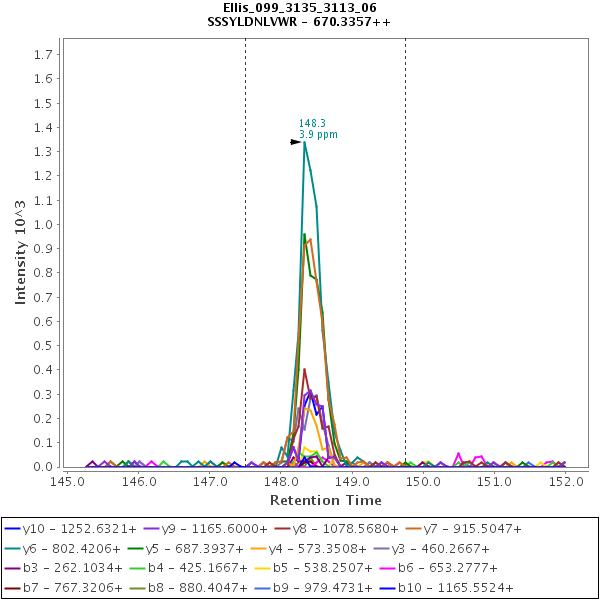 Ellis_099_3135_3113_06
SSSYLDNLVWR - 670.3357++
1.7
1.6
1.5
1.4
1.3
1.2
1.1
1.0
0.9
0.8
0.7
0.6
0.5
0.4
0.3
0.2
0.1
0.0
Intensity 10^3
148.3
3.9 ppm
145.0 146.0 147.0 148.0 149.0 150.0 151.0 152.0
Retention Time
y10 - 1252.6321+ y9 - 1165.6000+ y8 - 1078.5680+ y7 - 915.5047+
y6 - 802.4206+ y5 - 687.3937+ y4 - 573.3508+ y3 - 460.2667+
b3 - 262.1034+ b4 - 425.1667+ b5 - 538.2507+ b6 - 653.2777+
b7 - 767.3206+ b8 - 880.4047+ b9 - 979.4731+ b10 - 1165.5524+